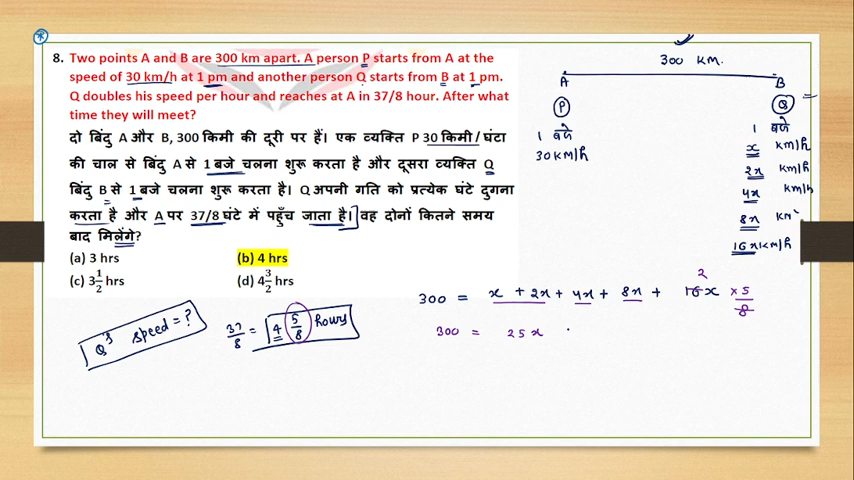 8. Two points A and B are 300 km apart. A person P starts from A at the
speed of 30 km/h at 1 pm and another person Q starts from B at 1 pm.
Q doubles his speed per hour and reaches at A in 37/8 hour. After what
time they will meet?
दो बिंदु A और B, 300 किमी की दूरी पर हैं। एक व्यक्ति P 30 किमी/घंटा
की चाल से बिंदु A से 1 बजे चलना शुरू करता है और दूसरा व्यक्ति Q
बिंदु B से 1 बजे चलना शुरू करता है। Q अपनी गति को प्रत्येक घंटे दुगना
करता है और A पर 37/8 घंटे में पहुँच जाता है। वह दोनों कितने समय
बाद मिलेंगे?
(a) 3 hrs (b) 4 hrs
(c) 3 1/2 hrs (d) 4 3/2 hrs
300 KM.
A B
P Q
1 बजे 1 बजे
30 KM/h x KM/h
2x KM/h
4x KM/h
8x KM
16x KM/h
300 = x + 2x + 4x + 8x + 16x × 5/8
2
300 = 25x
Q's speed = ?
37/8 = 4 5/8 hours